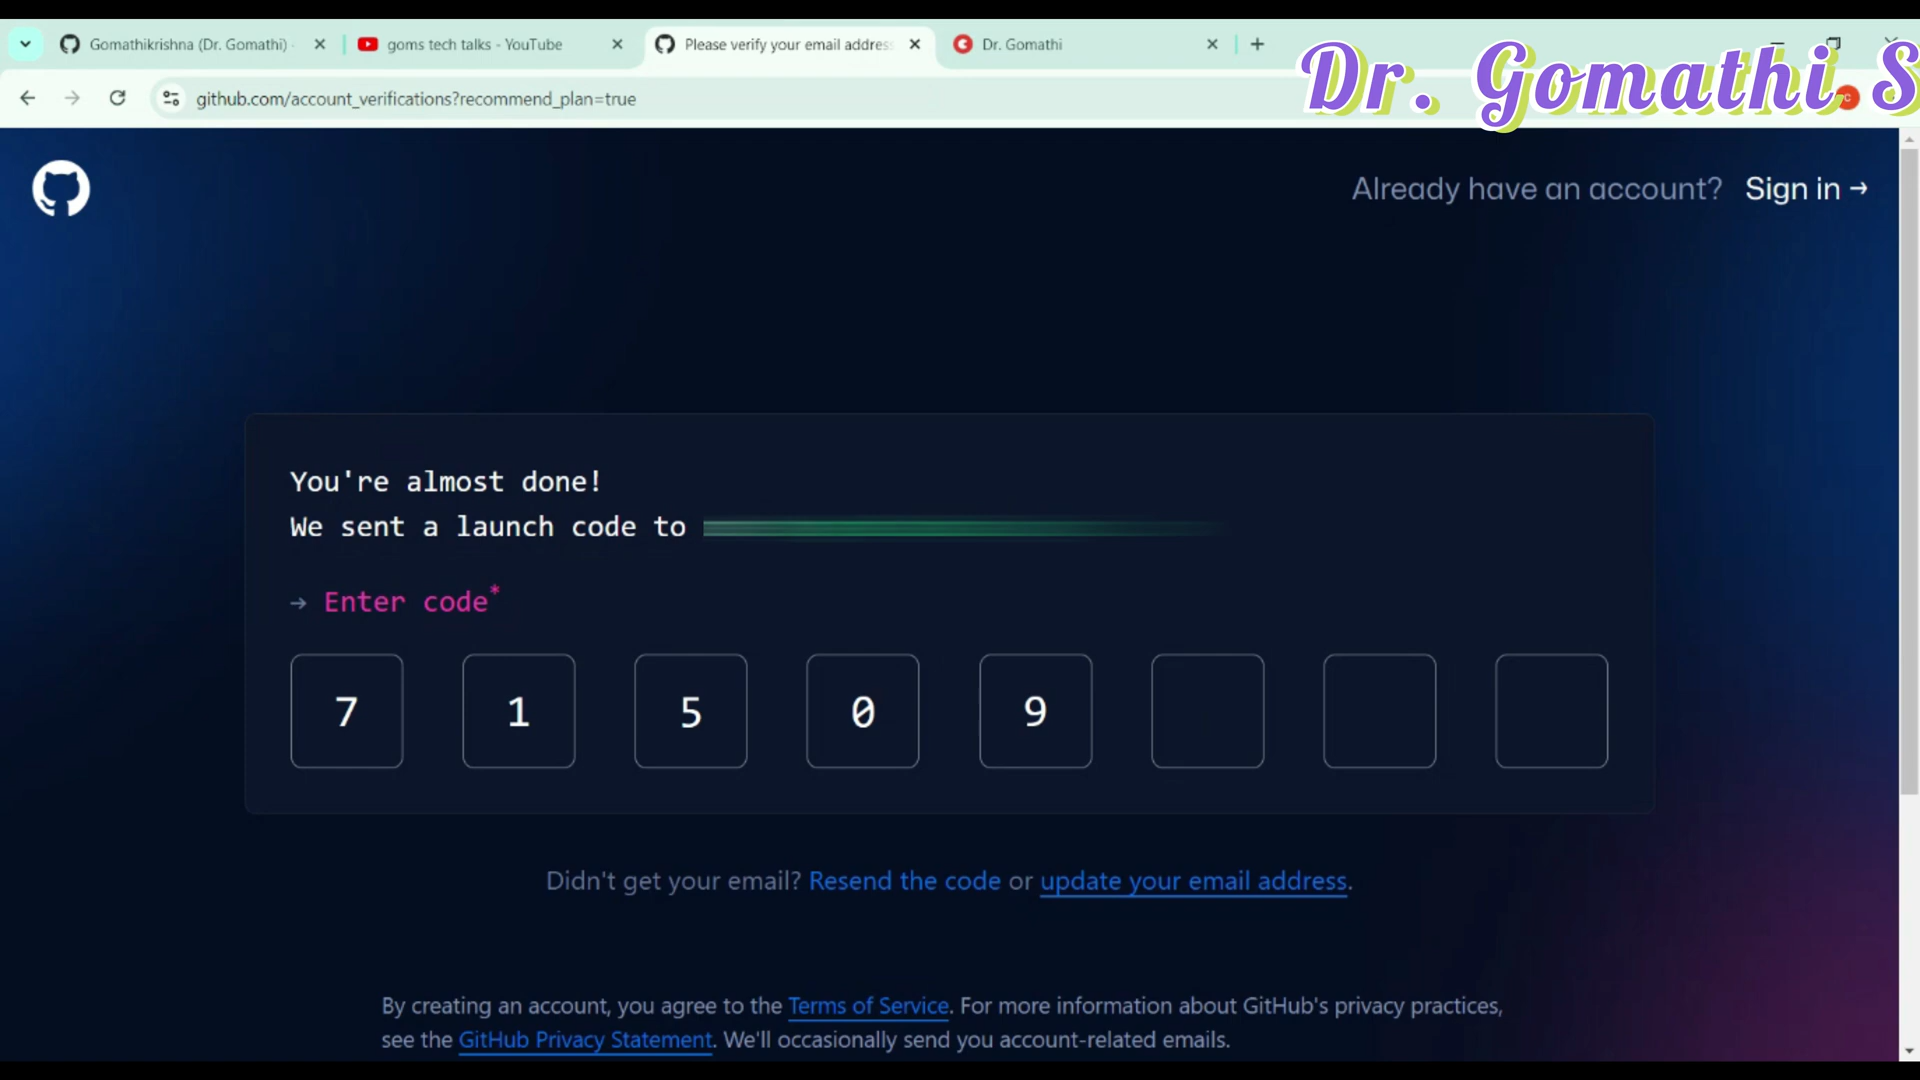 Gomathikrishna (Dr. Gomathi)
goms tech talks - YouTube
Please verify your email addres
Dr. Gomathi
Dr. Gomathi S
github.com/account_verifications?recommend_plan=true
Already have an account? Sign in →
You're almost done!
We sent a launch code to
→ Enter code*
7 1 5 0 9
Didn't get your email? Resend the code or update your email address.
By creating an account, you agree to the Terms of Service. For more information about GitHub's privacy practices,
see the GitHub Privacy Statement. We'll occasionally send you account-related emails.